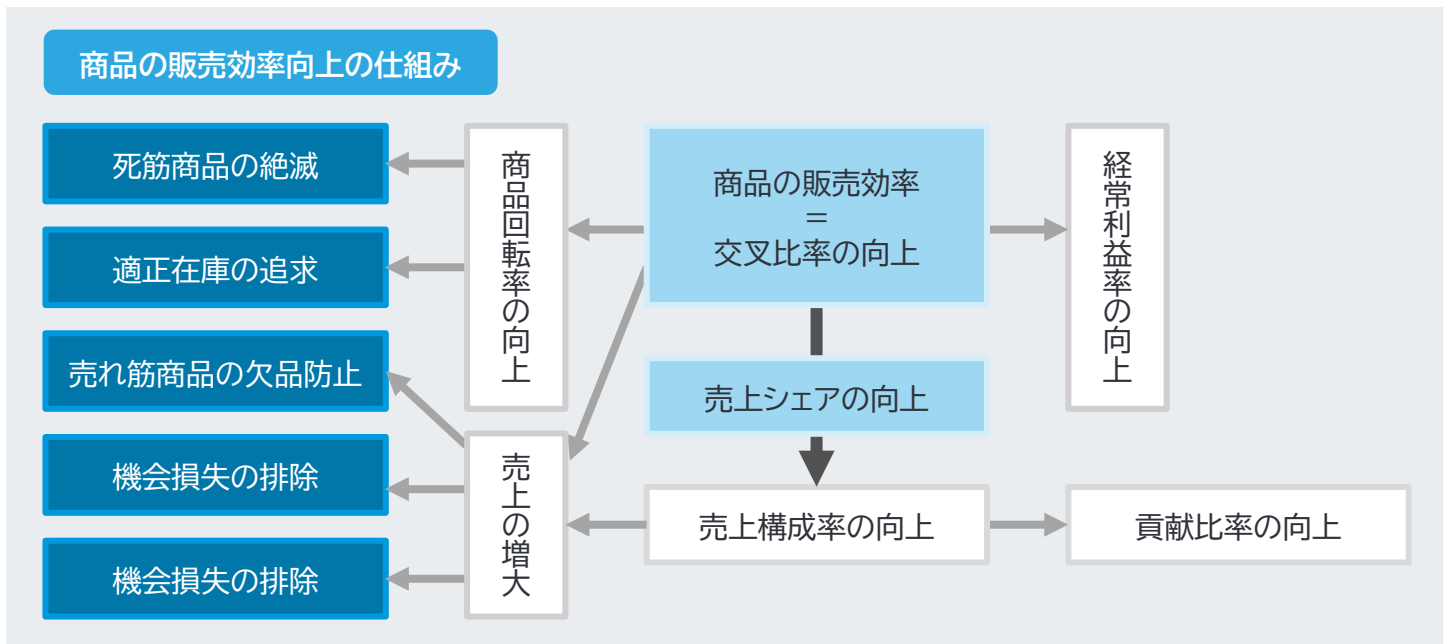 商品の販売効率向上の仕組み
死筋商品の絶滅
適正在庫の追求
売れ筋商品の欠品防止
機会損失の排除
機会損失の排除
商品回転率の向上
売上の増大
商品の販売効率
＝
交叉比率の向上
売上シェアの向上
売上構成率の向上
経常利益率の向上
貢献比率の向上